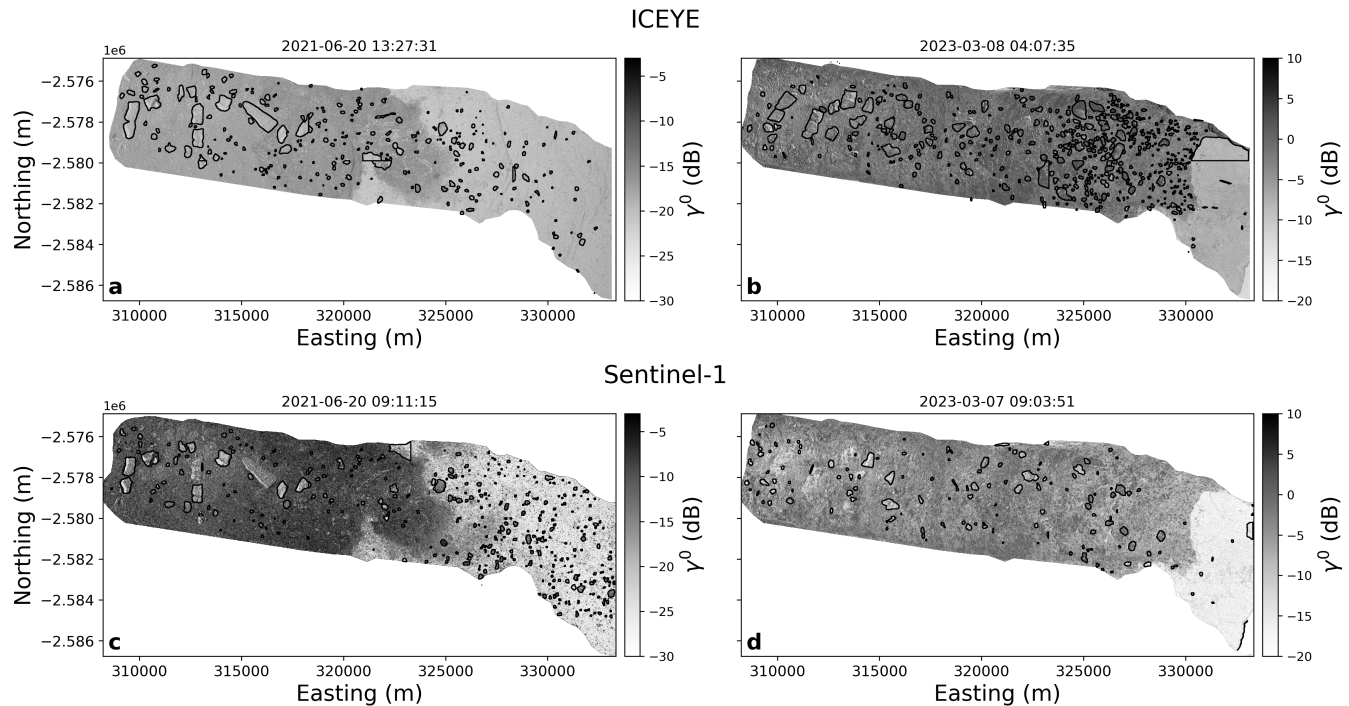 ICEYE
2021-06-20 13:27:31
2023-03-08 04:07:35
1e6
−2.576
−2.578
−2.580
−2.582
−2.584
−2.586
Northing (m)
a
310000 315000 320000 325000 330000
Easting (m)
−5
−10
−15
−20
−25
−30
γ⁰ (dB)
b
310000 315000 320000 325000 330000
Easting (m)
10
5
0
−5
−10
−15
−20
γ⁰ (dB)
Sentinel-1
2021-06-20 09:11:15
2023-03-07 09:03:51
1e6
−2.576
−2.578
−2.580
−2.582
−2.584
−2.586
Northing (m)
c
310000 315000 320000 325000 330000
Easting (m)
−5
−10
−15
−20
−25
−30
γ⁰ (dB)
d
310000 315000 320000 325000 330000
Easting (m)
10
5
0
−5
−10
−15
−20
γ⁰ (dB)